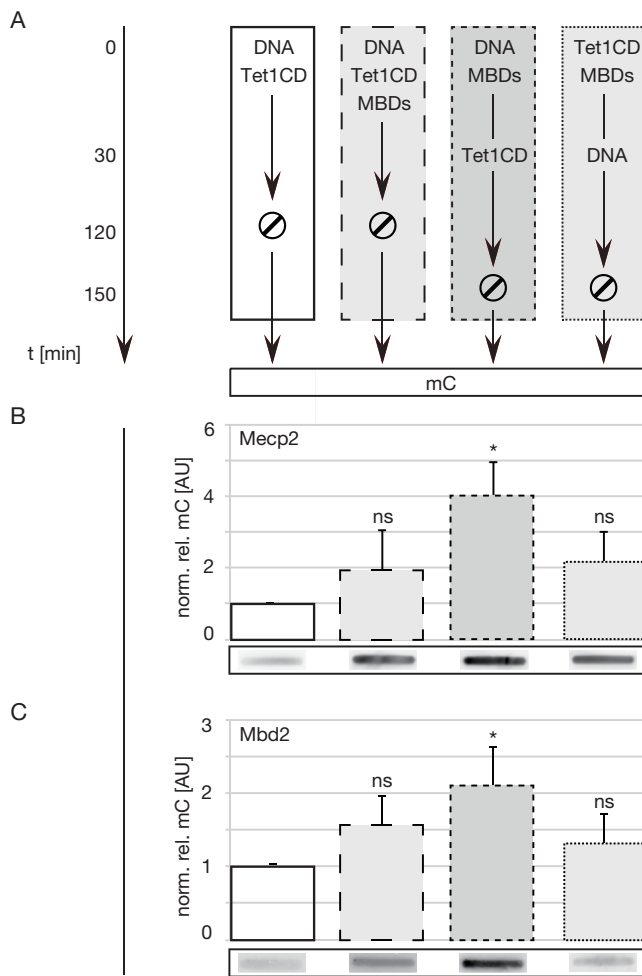 A
0
30
120
150
t [min]
DNA
Tet1CD
DNA
Tet1CD
MBDs
DNA
MBDs
Tet1CD
Tet1CD
MBDs
DNA
mC
B
norm. rel. mC [AU]
6
4
2
0
Mecp2
ns
*
ns
C
norm. rel. mC [AU]
3
2
1
0
Mbd2
ns
*
ns